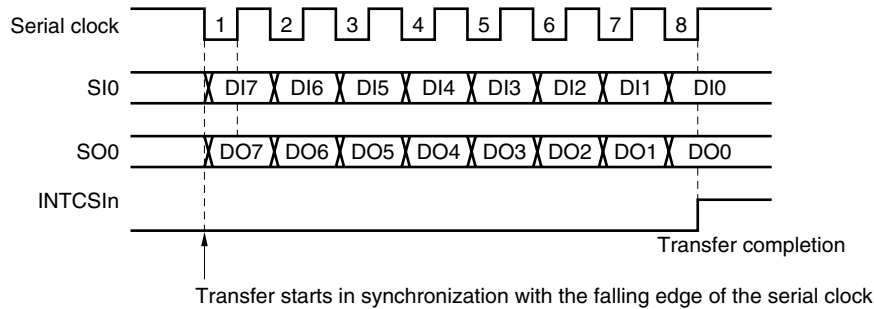 Serial clock 1 2 3 4 5 6 7 8
SI0 DI7 DI6 DI5 DI4 DI3 DI2 DI1 DI0
SO0 DO7 DO6 DO5 DO4 DO3 DO2 DO1 DO0
INTCSIn
Transfer completion
Transfer starts in synchronization with the falling edge of the serial clock